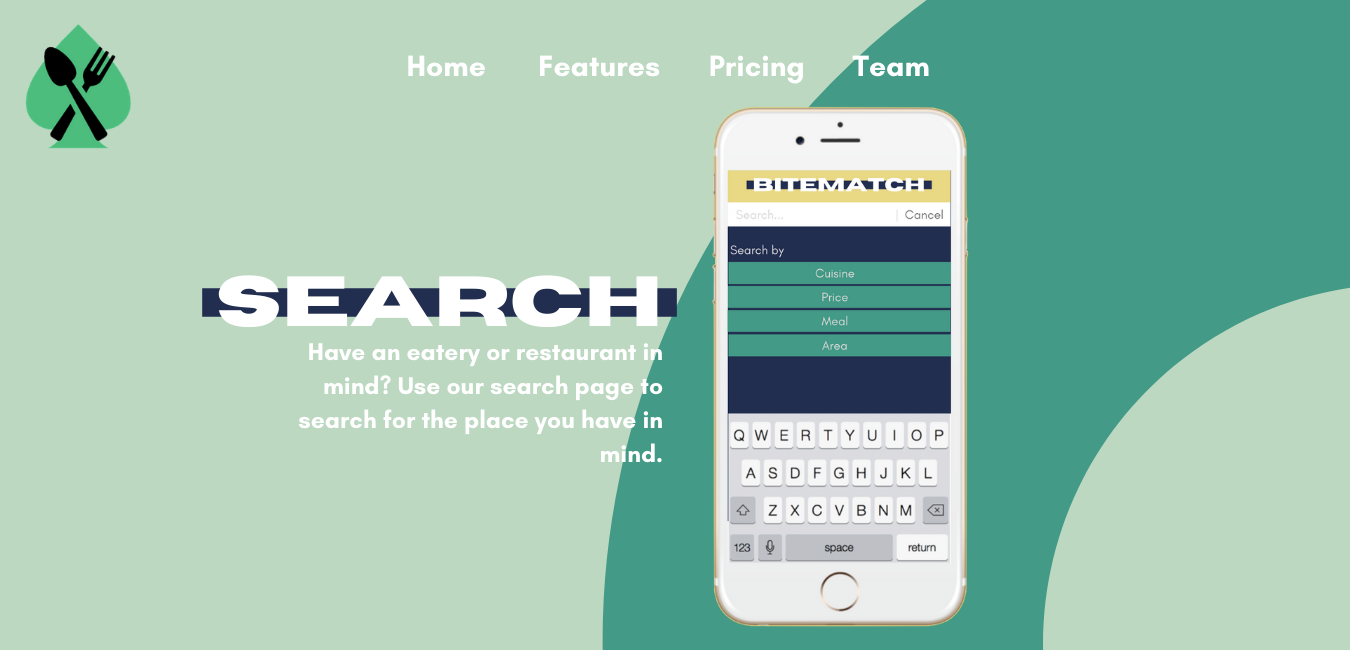 Home Features Pricing Team
SEARCH
Have an eatery or restaurant in
mind? Use our search page to
search for the place you have in
mind.
BITEMATCH
Search... | Cancel
Search by
Cuisine
Price
Meal
Area
Q W E R T Y U I O P
A S D F G H J K L
Z X C V B N M
123 space return